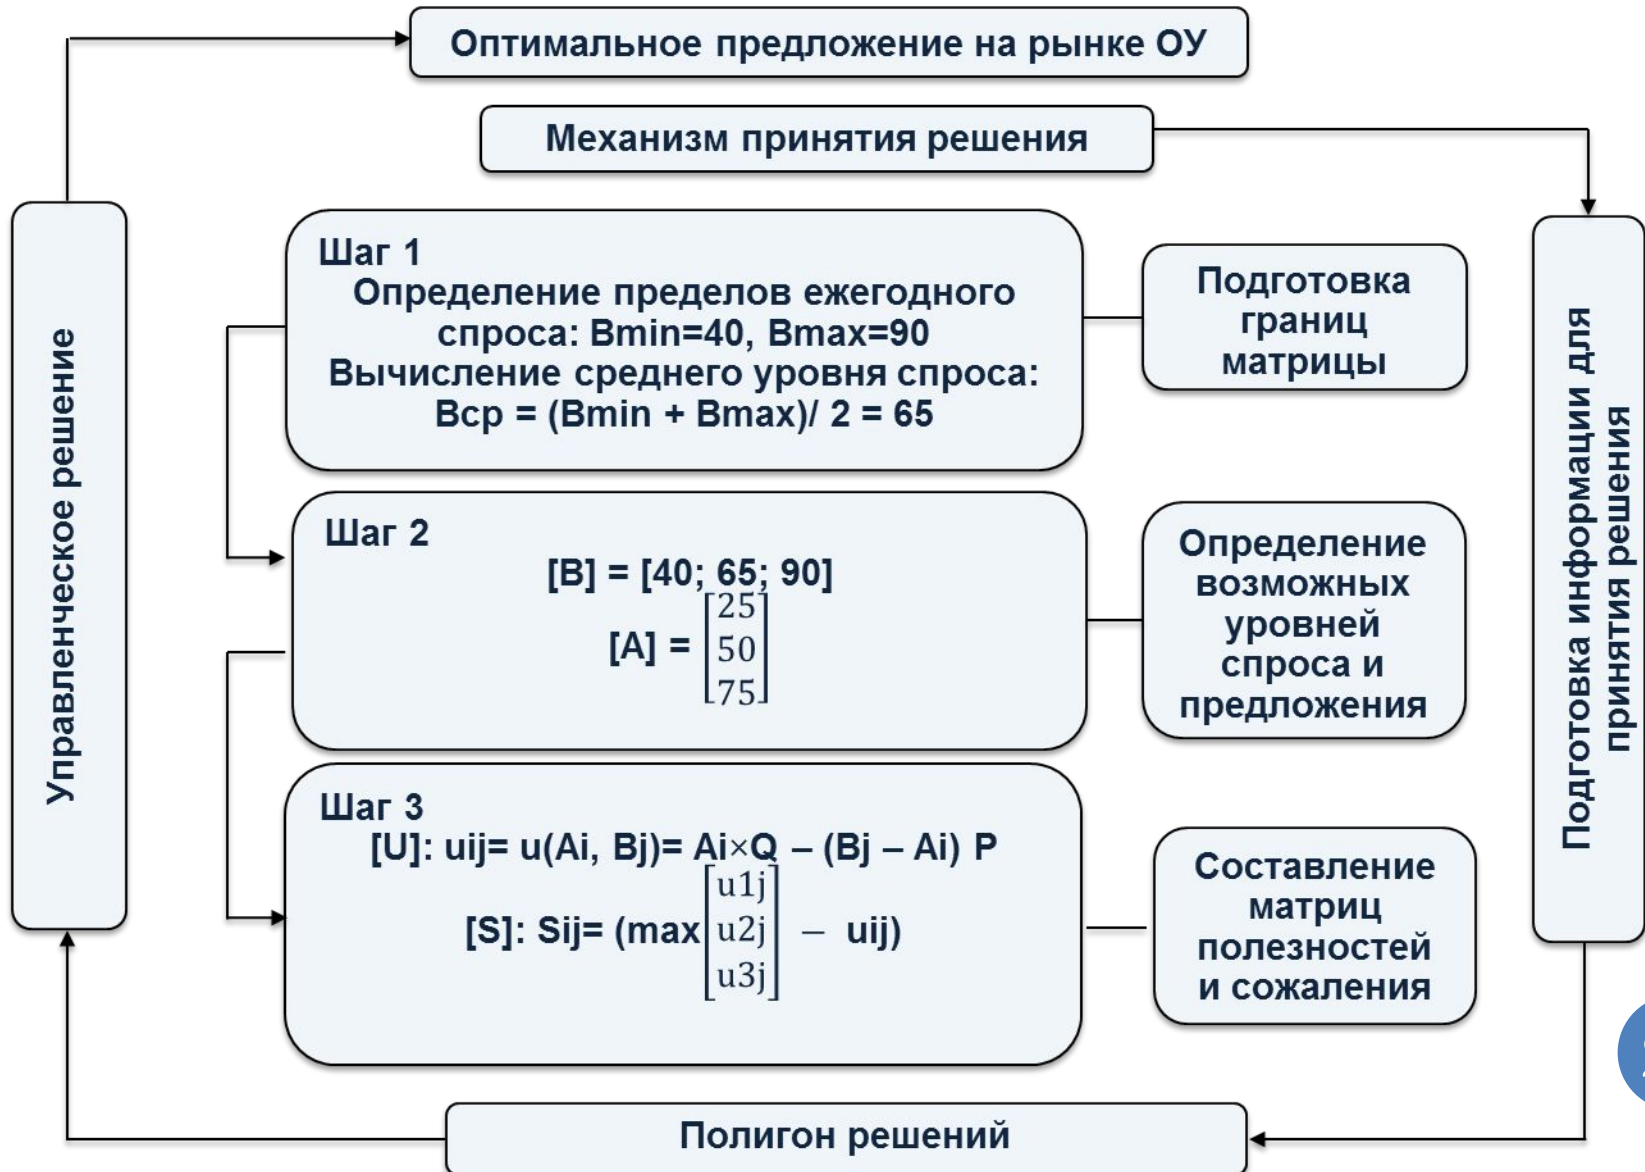 Оптимальное предложение на рынке ОУ
Механизм принятия решения
Управленческое решение
Шаг 1
Определение пределов ежегодного
спроса: Bmin=40, Bmax=90
Вычисление среднего уровня спроса:
Bср = (Bmin + Bmax)/ 2 = 65
Подготовка
границ
матрицы
Подготовка информации для
принятия решения
Шаг 2
[B] = [40; 65; 90]
[A] = [25
50
75]
Определение
возможных
уровней
спроса и
предложения
Шаг 3
[U]: uij= u(Ai, Bj)= Ai×Q – (Bj – Ai) P
[S]: Sij= (max[u1j
u2j
u3j] − uij)
Составление
матриц
полезностей
и сожаления
Полигон решений